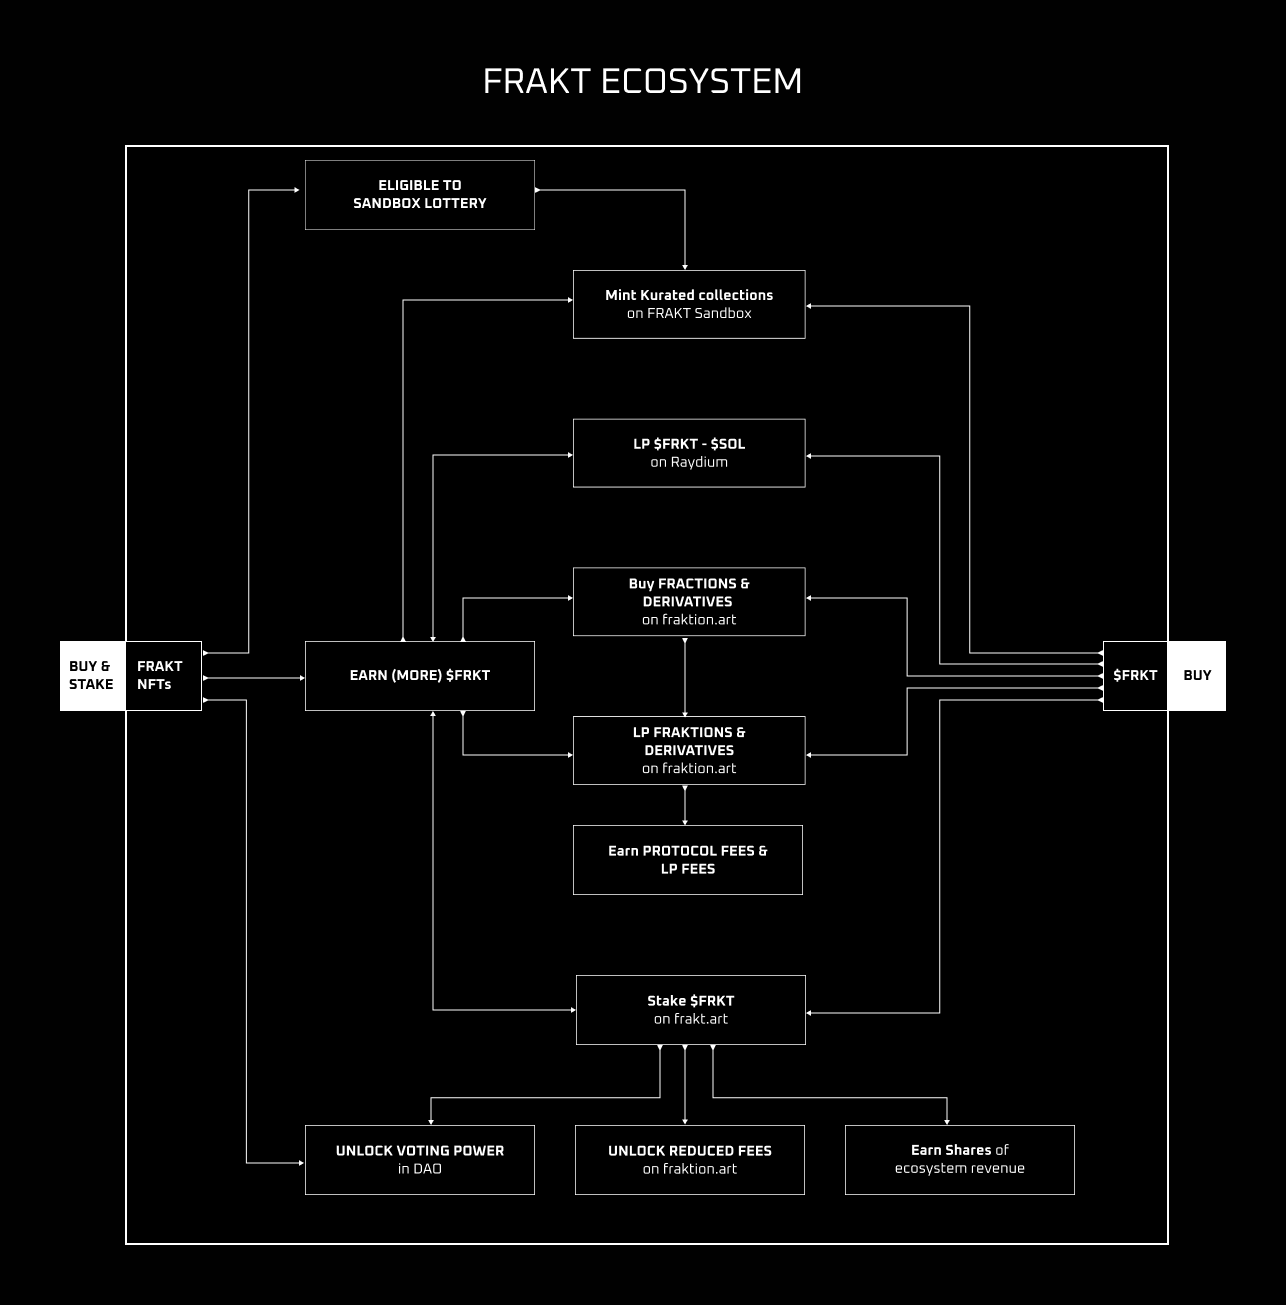 FRAKT ECOSYSTEM
ELIGIBLE TO
SANDBOX LOTTERY
Mint Kurated collections
on FRAKT Sandbox
LP $FRKT - $SOL
on Raydium
Buy FRACTIONS &
DERIVATIVES
on fraktion.art
BUY &
STAKE
FRAKT
NFTs
EARN (MORE) $FRKT
$FRKT
BUY
LP FRAKTIONS &
DERIVATIVES
on fraktion.art
Earn PROTOCOL FEES &
LP FEES
Stake $FRKT
on frakt.art
UNLOCK VOTING POWER
in DAO
UNLOCK REDUCED FEES
on fraktion.art
Earn Shares of
ecosystem revenue